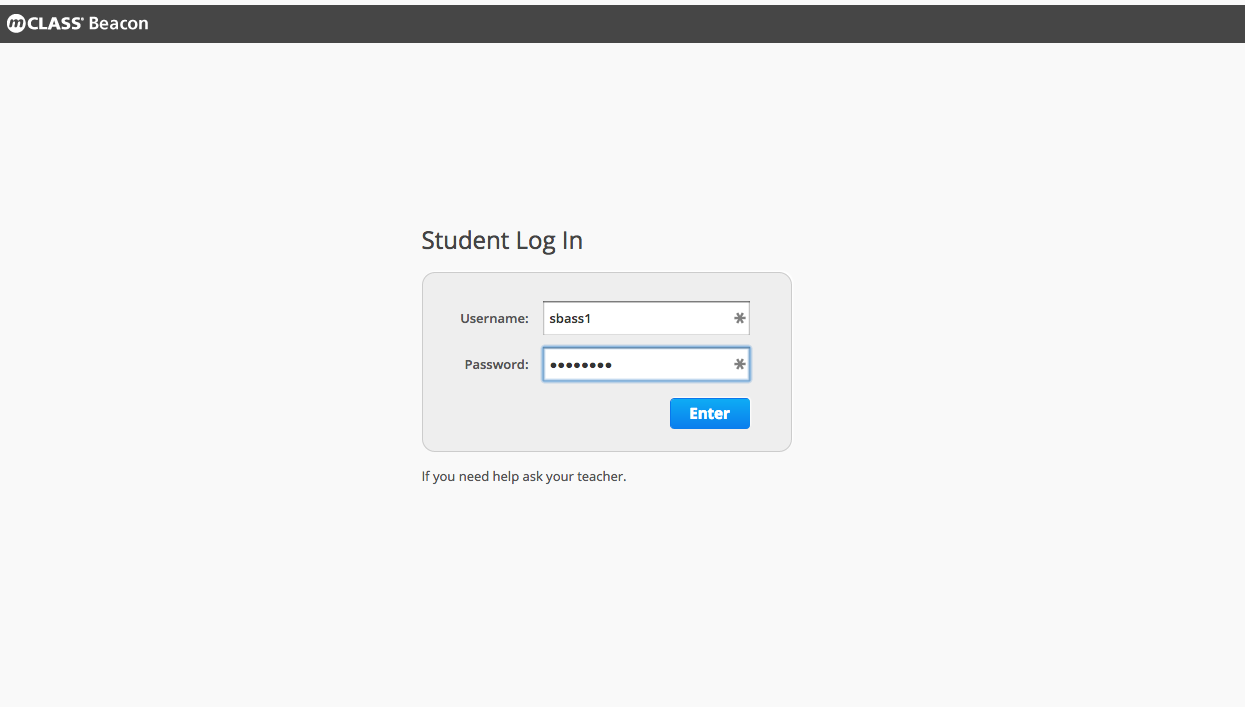 mCLASS® Beacon
Student Log In
Username: sbass1 *
Password: •••••••• *
Enter
If you need help ask your teacher.